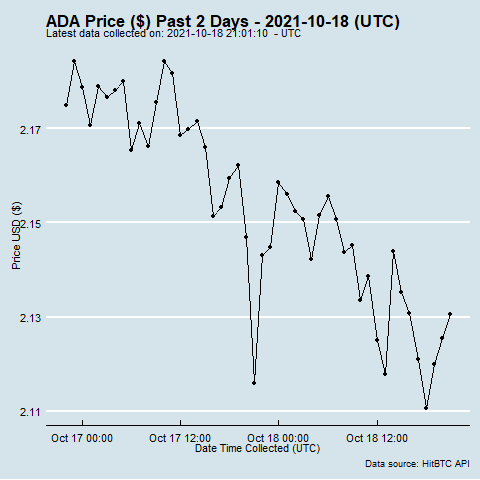 ADA Price ($) Past 2 Days - 2021-10-18 (UTC)
Latest data collected on: 2021-10-18 21:01:10 - UTC
2.17
2.15
2.13
2.11
Price USD ($)
Oct 17 00:00 Oct 17 12:00 Oct 18 00:00 Oct 18 12:00
Date Time Collected (UTC)
Data source: HitBTC API